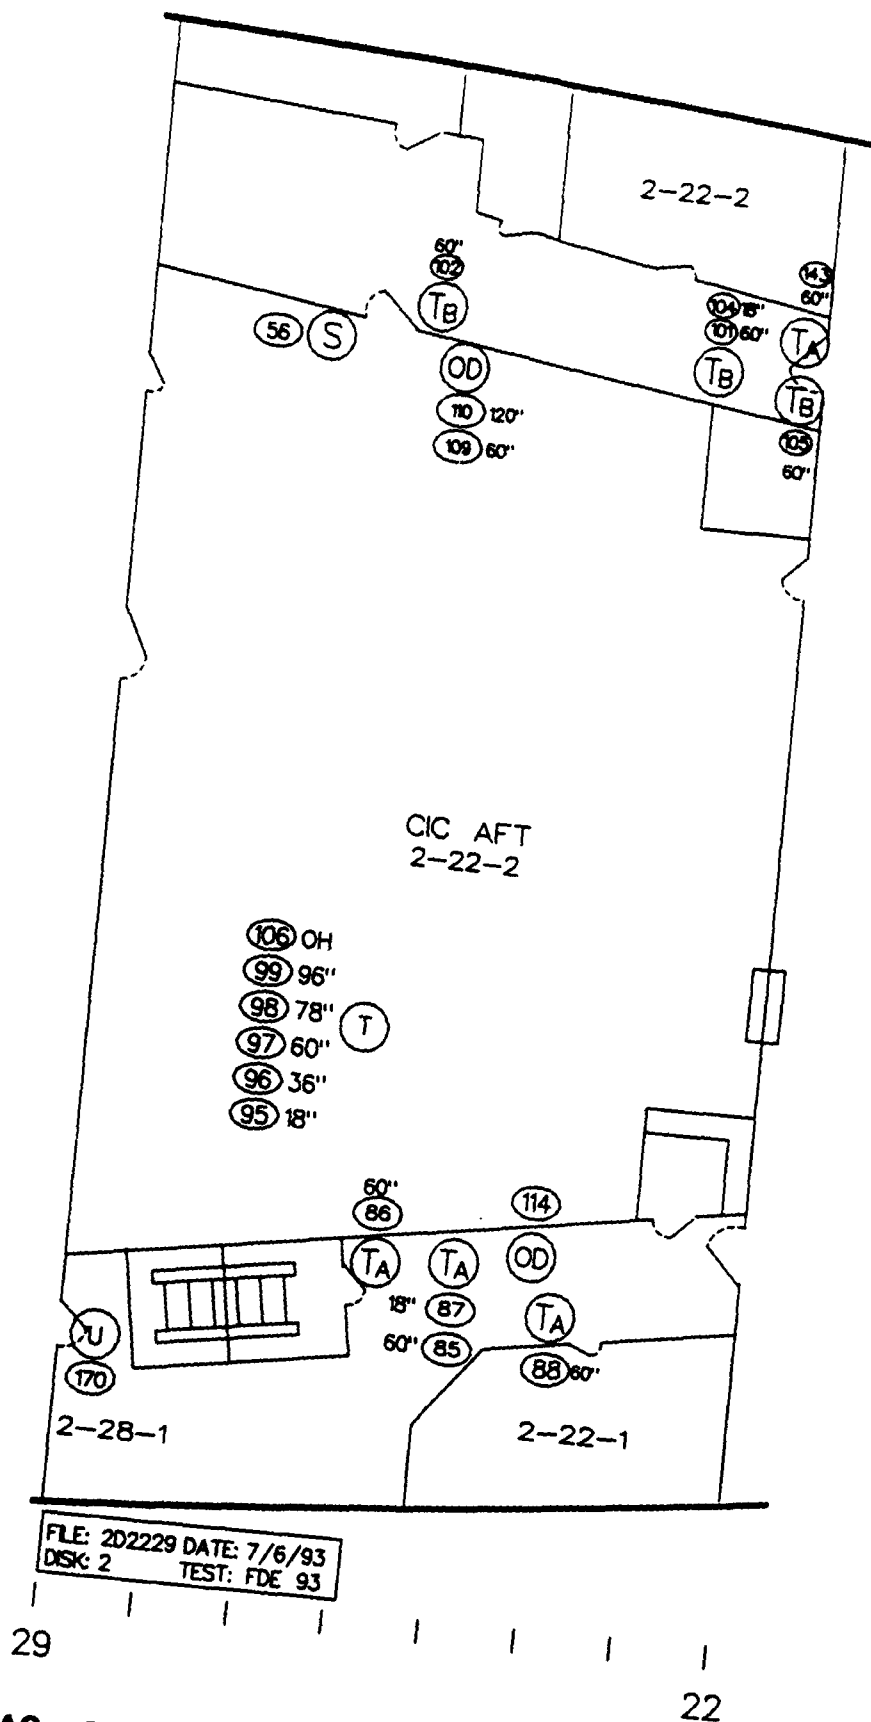 2-22-2
60"
102
TB
143
60"
104 18"
101 60"
TA
TB
56
S
OD
110 120"
109 60"
TB
105
60"
CIC AFT
2-22-2
106 OH
99 96"
98 78"
T
97 60"
96 36"
95 18"
60"
86
114
TA
TA
OD
18" 87
TA
U
60" 85
88 60"
170
2-28-1
2-22-1
FILE: 2D2229 DATE: 7/6/93
DISK: 2 TEST: FDE 93
29
22